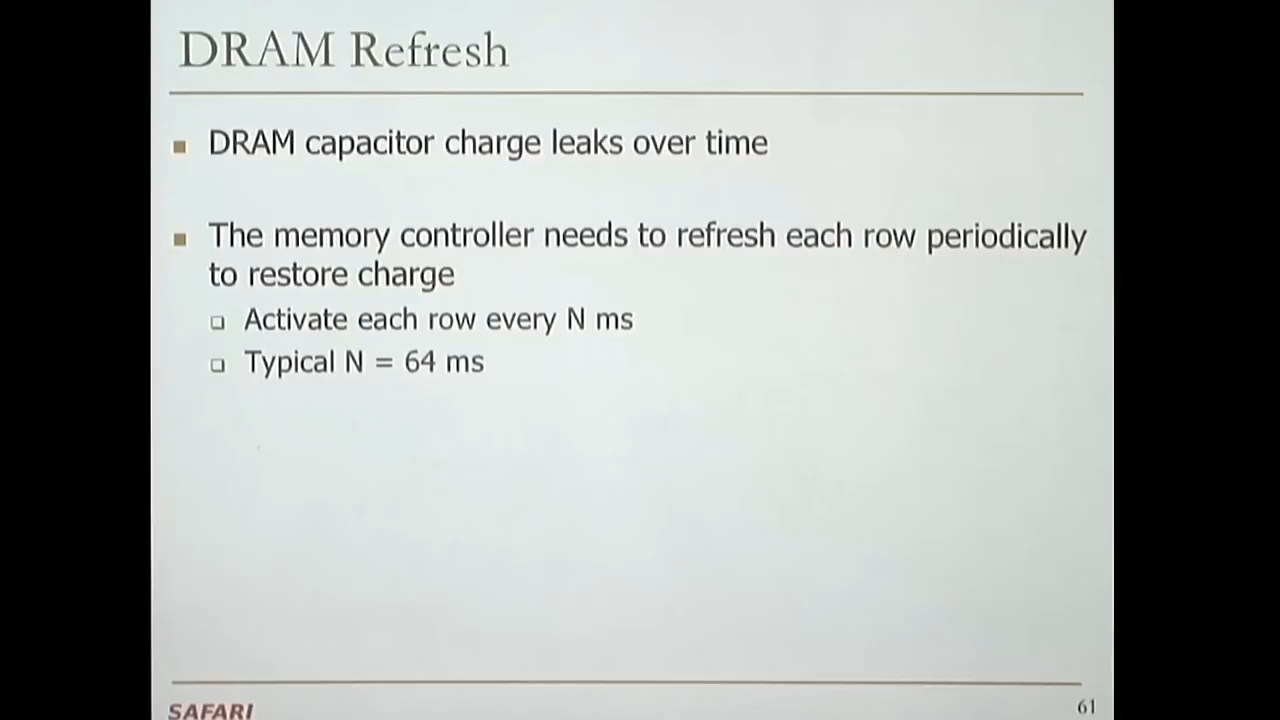 DRAM Refresh
DRAM capacitor charge leaks over time
The memory controller needs to refresh each row periodically
to restore charge
Activate each row every N ms
Typical N = 64 ms
SAFARI
61